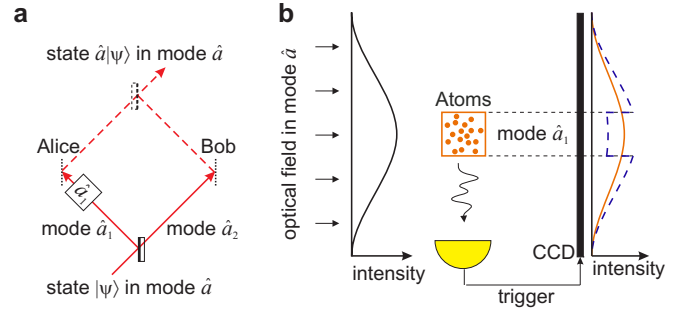 a
state â|ψ⟩ in mode â
Alice
Bob
â₁
mode â₁
mode â₂
state |ψ⟩ in mode â
b
optical field in mode â
intensity
Atoms
mode â₁
CCD
trigger
intensity